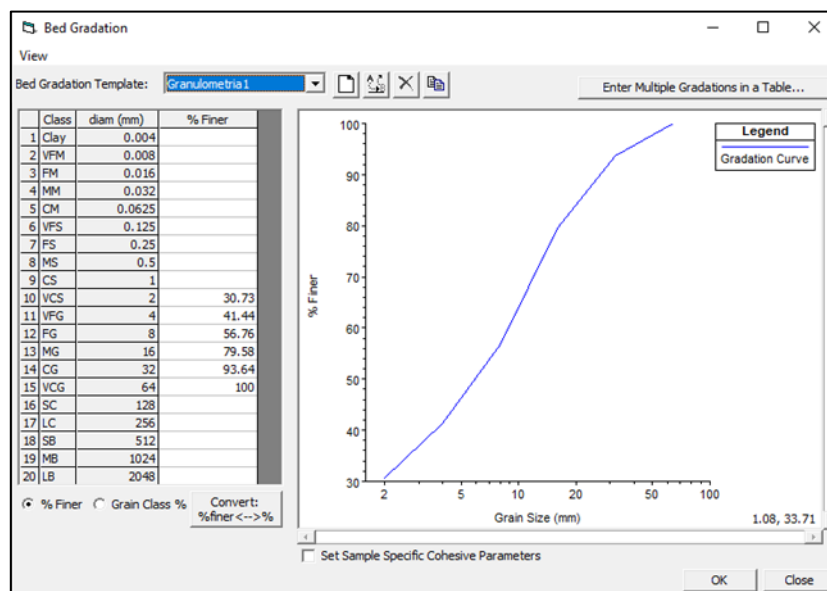 Bed Gradation
View
Bed Gradation Template: Granulometria1 Enter Multiple Gradations in a Table...
Class diam (mm) % Finer
1 Clay 0.004
2 VFM 0.008
3 FM 0.016
4 MM 0.032
5 CM 0.0625
6 VFS 0.125
7 FS 0.25
8 MS 0.5
9 CS 1
10 VCS 2 30.73
11 VFG 4 41.44
12 FG 8 56.76
13 MG 16 79.58
14 CG 32 93.64
15 VCG 64 100
16 SC 128
17 LC 256
18 SB 512
19 MB 1024
20 LB 2048
% Finer Grain Class % Convert:
%finer<-->%
Legend
Gradation Curve
100
90
80
70
60
50
40
30
% Finer
2 5 10 20 50 100
Grain Size (mm) 1.08, 33.71
Set Sample Specific Cohesive Parameters
OK Close